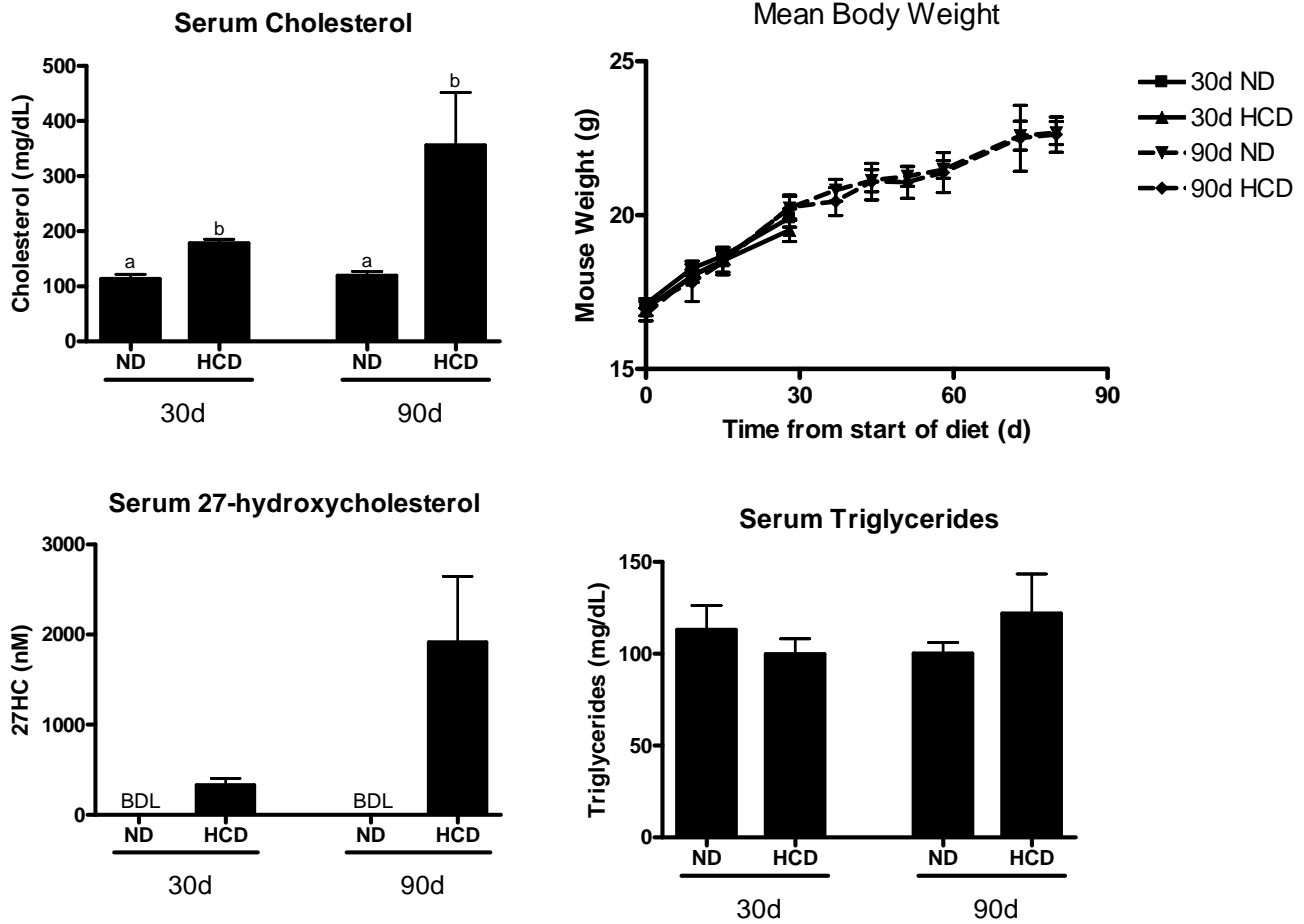 Serum Cholesterol
Cholesterol (mg/dL)
500
400
300
200
100
0
a
b
a
b
ND HCD ND HCD
30d 90d
Mean Body Weight
Mouse Weight (g)
25
20
15
0 30 60 90
Time from start of diet (d)
30d ND
30d HCD
90d ND
90d HCD
Serum 27-hydroxycholesterol
27HC (nM)
3000
2000
1000
0
BDL BDL
ND HCD ND HCD
30d 90d
Serum Triglycerides
Triglycerides (mg/dL)
150
100
50
0
ND HCD ND HCD
30d 90d